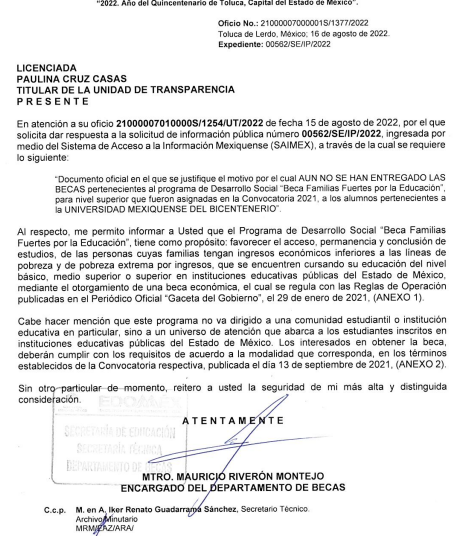 "2022. Año del Quincentenario de Toluca, Capital del Estado de México".
Oficio No.: 21000007000001S/1377/2022
Toluca de Lerdo, México; 16 de agosto de 2022.
Expediente: 00562/SE/IP/2022
LICENCIADA
PAULINA CRUZ CASAS
TITULAR DE LA UNIDAD DE TRANSPARENCIA
P R E S E N T E
En atención a su oficio 21000007010000S/1254/UT/2022 de fecha 15 de agosto de 2022, por el que
solicita dar respuesta a la solicitud de información pública número 00562/SE/IP/2022, ingresada por
medio del Sistema de Acceso a la Información Mexiquense (SAIMEX), a través de la cual se requiere
lo siguiente:
"Documento oficial en el que se justifique el motivo por el cual AUN NO SE HAN ENTREGADO LAS
BECAS pertenecientes al programa de Desarrollo Social "Beca Familias Fuertes por la Educación",
para nivel superior que fueron asignadas en la Convocatoria 2021, a los alumnos pertenecientes a
la UNIVERSIDAD MEXIQUENSE DEL BICENTENERIO".
Al respecto, me permito informar a Usted que el Programa de Desarrollo Social "Beca Familias
Fuertes por la Educación", tiene como propósito: favorecer el acceso, permanencia y conclusión de
estudios, de las personas cuyas familias tengan ingresos económicos inferiores a las líneas de
pobreza y de pobreza extrema por ingresos, que se encuentren cursando su educación del nivel
básico, medio superior o superior en instituciones educativas públicas del Estado de México,
mediante el otorgamiento de una beca económica, el cual se regula con las Reglas de Operación
publicadas en el Periódico Oficial "Gaceta del Gobierno", el 29 de enero de 2021, (ANEXO 1).
Cabe hacer mención que este programa no va dirigido a una comunidad estudiantil o institución
educativa en particular, sino a un universo de atención que abarca a los estudiantes inscritos en
instituciones educativas públicas del Estado de México. Los interesados en obtener la beca,
deberán cumplir con los requisitos de acuerdo a la modalidad que corresponda, en los términos
establecidos de la Convocatoria respectiva, publicada el día 13 de septiembre de 2021, (ANEXO 2).
Sin otro particular de momento, reitero a usted la seguridad de mi más alta y distinguida
consideración.
EDOMÉX
A T E N T A M E N T E
SECRETARÍA DE EDUCACIÓN
SECRETARÍA TÉCNICA
DEPARTAMENTO DE BECAS
MTRO. MAURICIO RIVERÓN MONTEJO
ENCARGADO DEL DEPARTAMENTO DE BECAS
C.c.p. M. en A. Iker Renato Guadarrama Sánchez, Secretario Técnico.
Archivo/Minutario
MRM/EAZ/ARA/